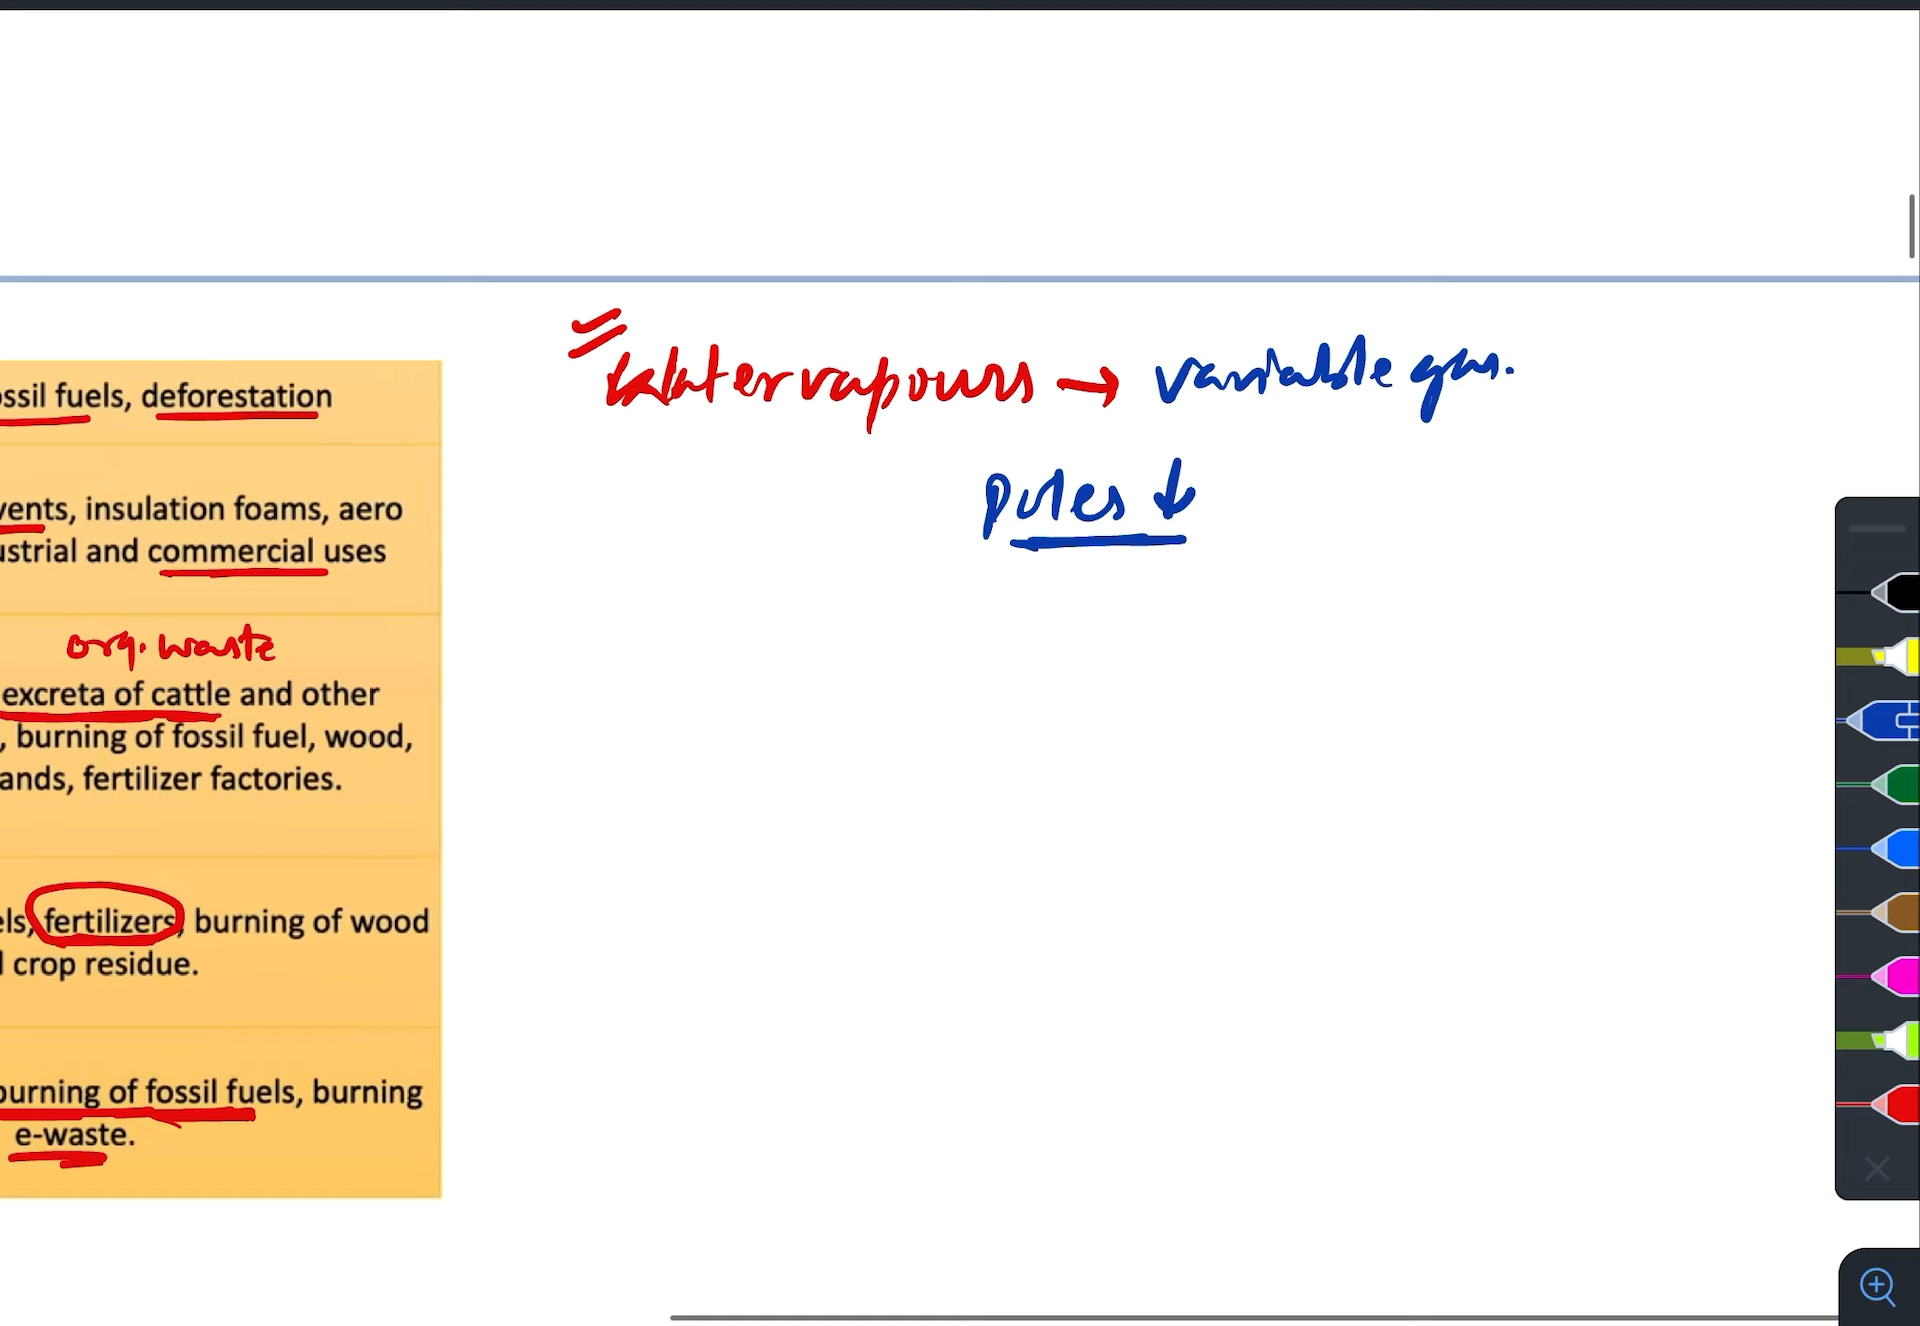 ossil fuels, deforestation
vents, insulation foams, aero
ustrial and commercial uses
org. waste
excreta of cattle and other
, burning of fossil fuel, wood,
ands, fertilizer factories.
els, fertilizers, burning of wood
l crop residue.
burning of fossil fuels, burning
e-waste.
Water vapours → variable gas.
poles ↓